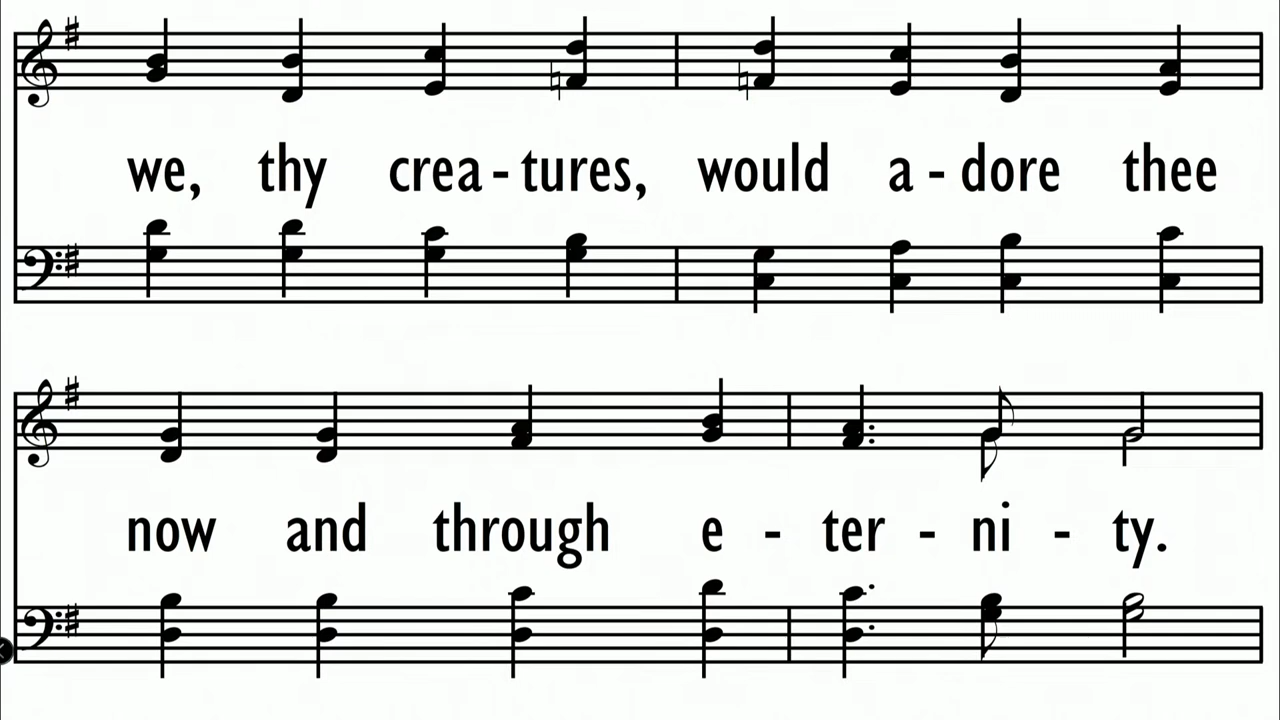 we, thy crea - tures, would a - dore thee
now and through e - ter - ni - ty.